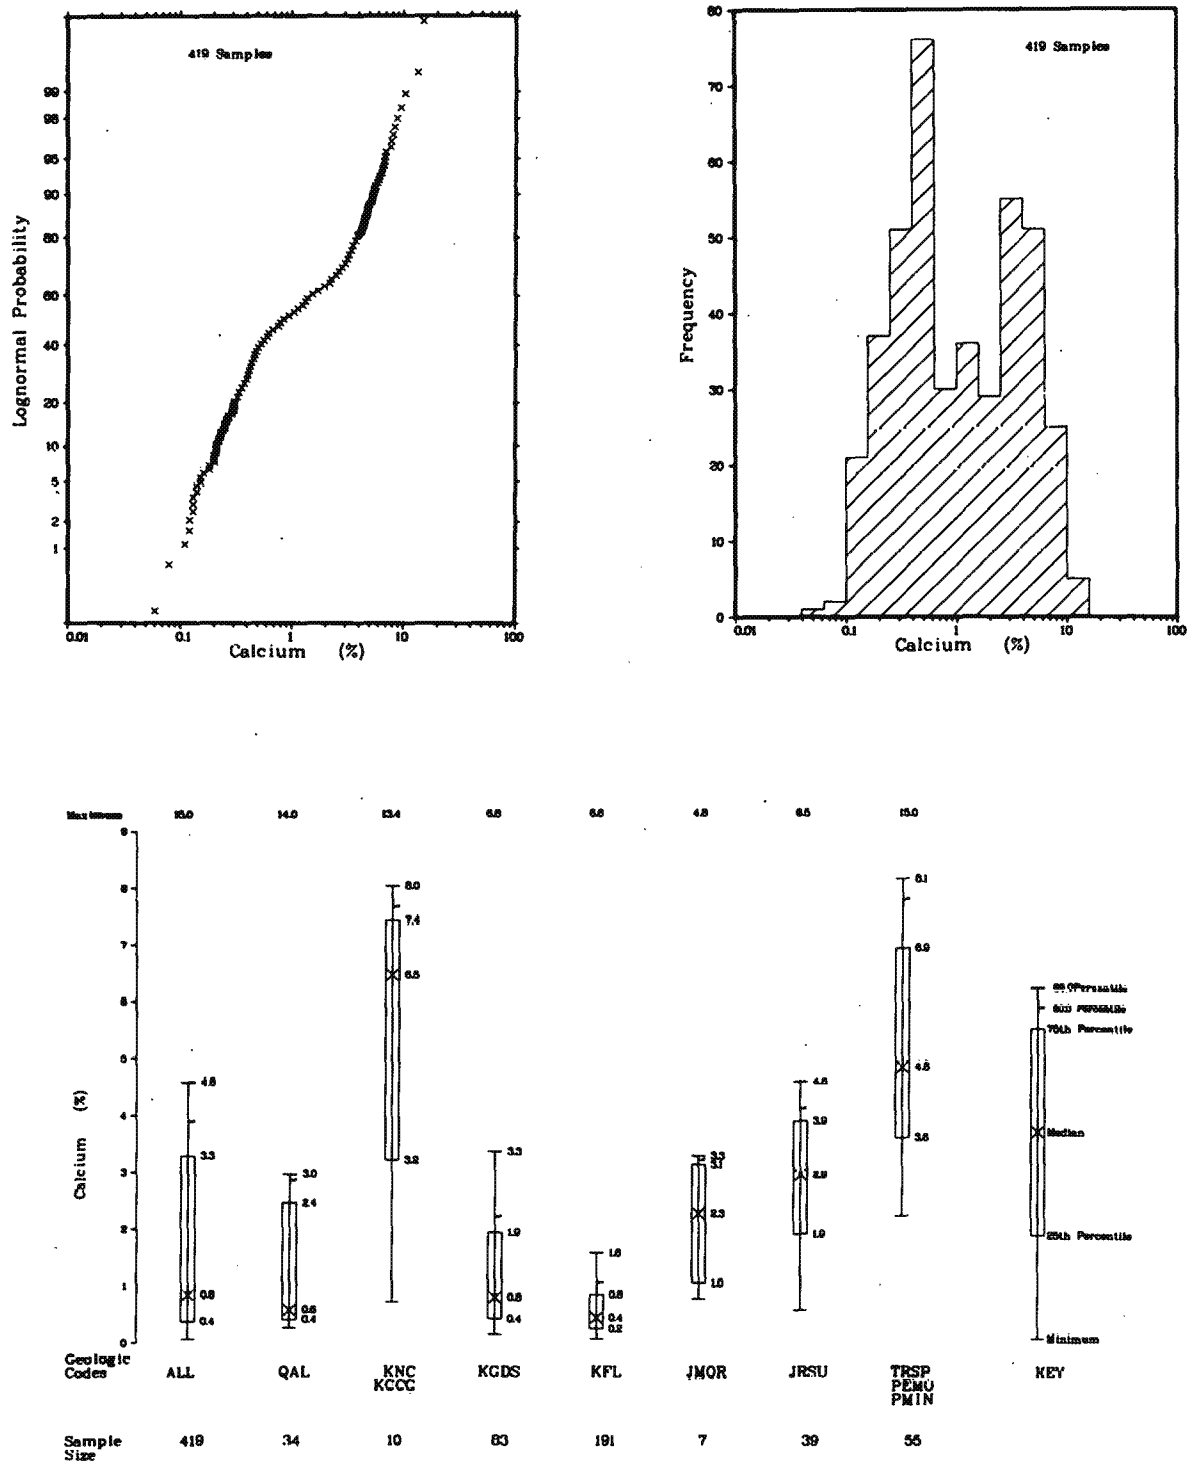 419 Samples
99
98
95
90
80
60
40
20
10
5
2
1
Lognormal Probability
0.01 0.1 1 10 100
Calcium (%)
419 Samples
80
70
60
50
40
30
20
10
0
Frequency
0.01 0.1 1 10 100
Calcium (%)
Maximum 15.0 14.0 13.4 6.6 6.6 4.8 6.5 15.0
9
8
7
6
5
4
3
2
1
0
Calcium (%)
3.3
0.8
0.4
3.0
2.4
0.6
0.4
8.0
7.4
6.5
3.2
3.3
1.9
0.8
0.4
1.6
0.8
0.4
0.2
3.3
3.1
2.3
1.0
3.9
2.9
1.9
8.1
6.9
3.6
Percentile
Percentile
75th Percentile
Median
25th Percentile
Minimum
Geologic
Codes
ALL QAL KNC KGDS KFL JMOR JRSU TRSP KEY
KCCG PEMU
PMIN
Sample
Size
419 34 10 83 191 7 39 55